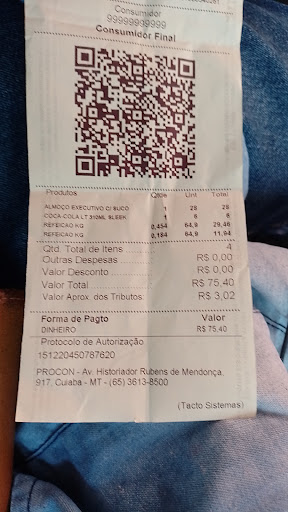 Consumidor
99999999999
Consumidor Final
Produtos Qtde Unt Total
ALMOÇO EXECUTIVO C/ SUCO 1 28 28
COCA COLA LT 310ML SLEEK 1 6 6
REFEICAO KG 0,454 64,9 29,46
REFEICAO KG 0,184 64,9 11,94
Qtd. Total de Itens 4
Outras Despesas R$ 0,00
Valor Desconto R$ 0,00
Valor Total R$ 75,40
Valor Aprox. dos Tributos R$ 3,02
Forma de Pagto Valor
DINHEIRO R$ 75,40
Protocolo de Autorização
151220450787620
PROCON - Av. Historiador Rubens de Mendonça,
917, Cuiaba - MT - (65) 3613-8500
(Tacto Sistemas)